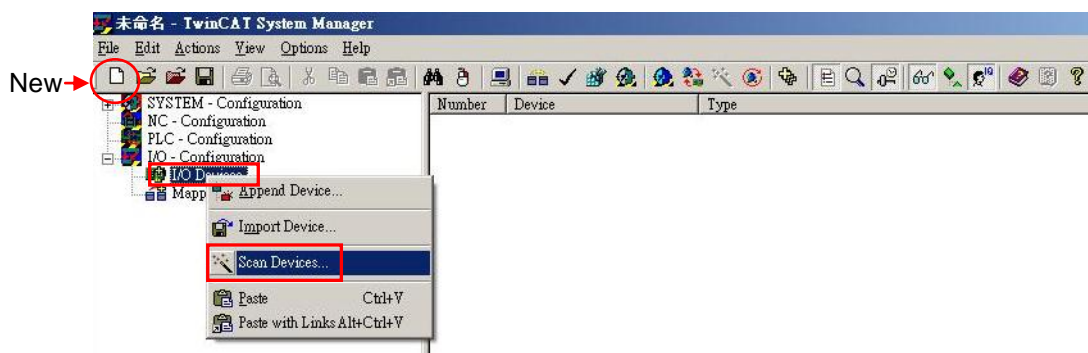 未命名 - TwinCAT System Manager
File Edit Actions View Options Help
New
SYSTEM - Configuration
NC - Configuration
PLC - Configuration
I/O - Configuration
I/O Devices
Mapp
Number Device Type
Append Device...
Import Device...
Scan Devices...
Paste Ctrl+V
Paste with Links Alt+Ctrl+V